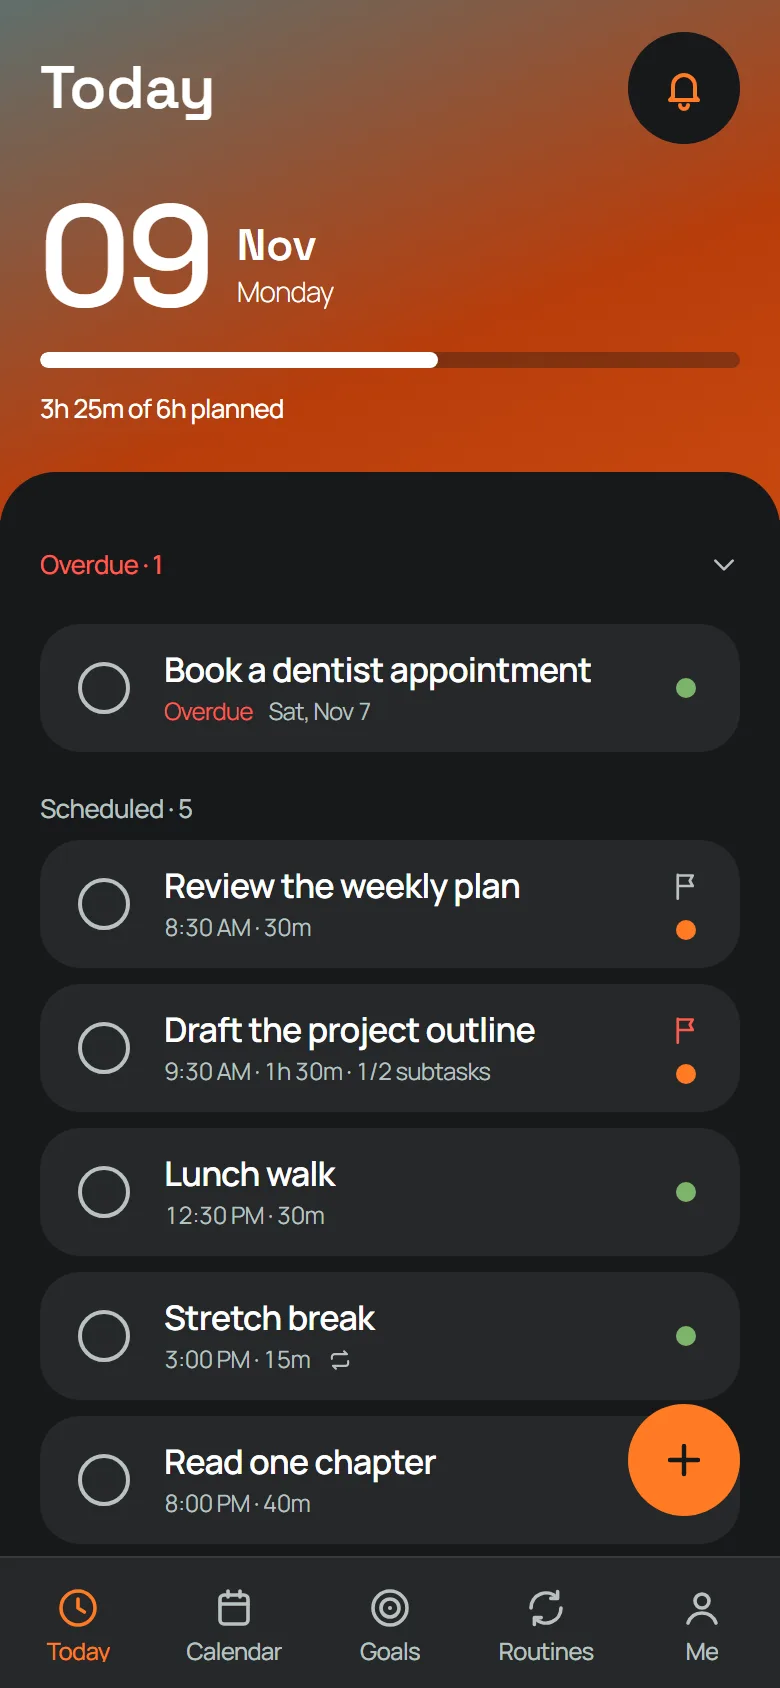 Today
09
Nov
Monday
3h 25m of 6h planned
Overdue · 1
Book a dentist appointment
Overdue Sat, Nov 7
Scheduled · 5
Review the weekly plan
8:30 AM · 30m
Draft the project outline
9:30 AM · 1h 30m · 1/2 subtasks
Lunch walk
12:30 PM · 30m
Stretch break
3:00 PM · 15m
Read one chapter
8:00 PM · 40m
Today Calendar Goals Routines Me